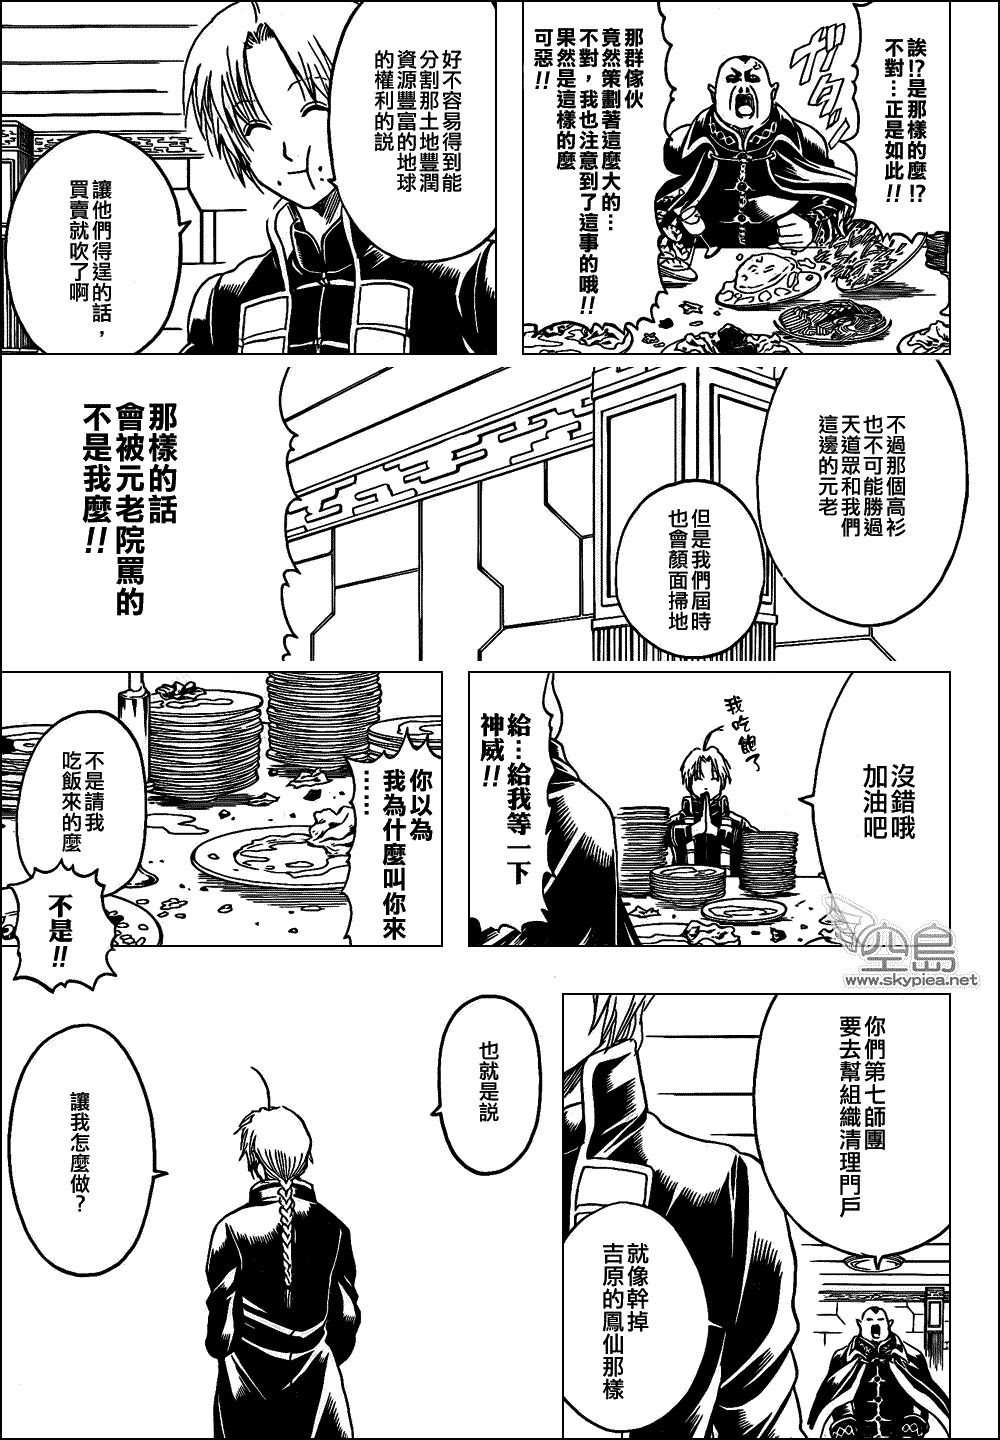 誒!?是那樣的麼!?
不對…正是如此!!
那群傢伙
竟然策劃著這麼大的…
不對，我也注意到了這事的哦!!
果然是這樣的麼
可惡!!
好不容易得到能
分割那土地豐潤
資源豐富的地球
的權利的說
讓他們得逞的話，
買賣就吹了啊
不過那個高衫
也不可能勝過
天道眾和我們
這邊的元老
但是我們屆時
也會顏面掃地
那樣的話
會被元老院罵的
不是我麼!!
沒錯哦
加油吧
我吃飽了
給…給我等一下
神威!!
你以為
我為什麼叫你來
……
不是請我
吃飯來的麼
不是!!
空島
www.skypiea.net
你們第七師團
要去幫組織清理門戶
就像幹掉
吉原的鳳仙那樣
也就是說
讓我怎麼做?